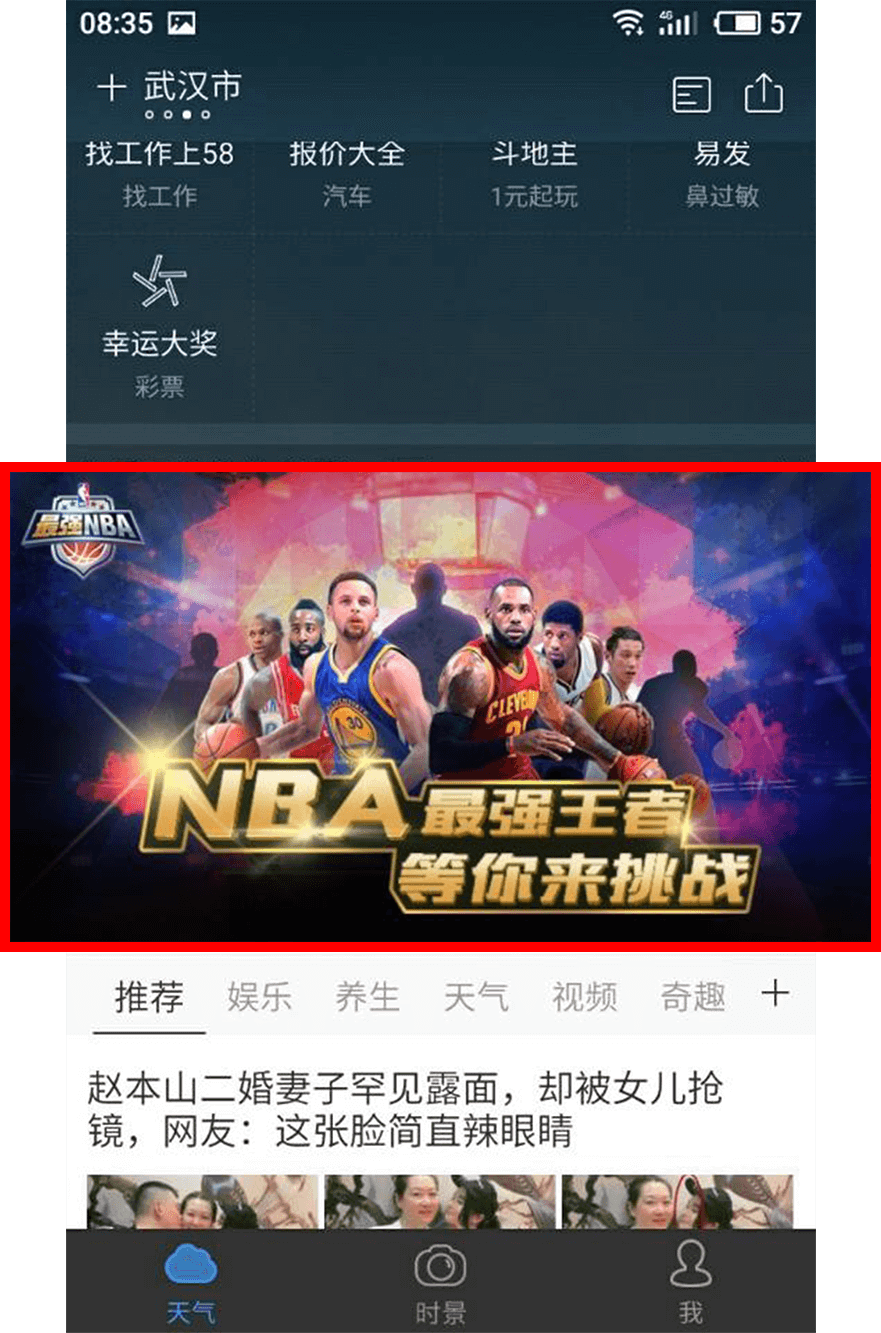 08:35
4G
57
武汉市
找工作上58
报价大全
斗地主
易发
找工作
汽车
1元起玩
鼻过敏
幸运大奖
彩票
最强NBA
30
CLEVE
NBA最强王者
等你来挑战
推荐
娱乐
养生
天气
视频
奇趣
赵本山二婚妻子罕见露面，却被女儿抢
镜，网友：这张脸简直辣眼睛
天气
时景
我